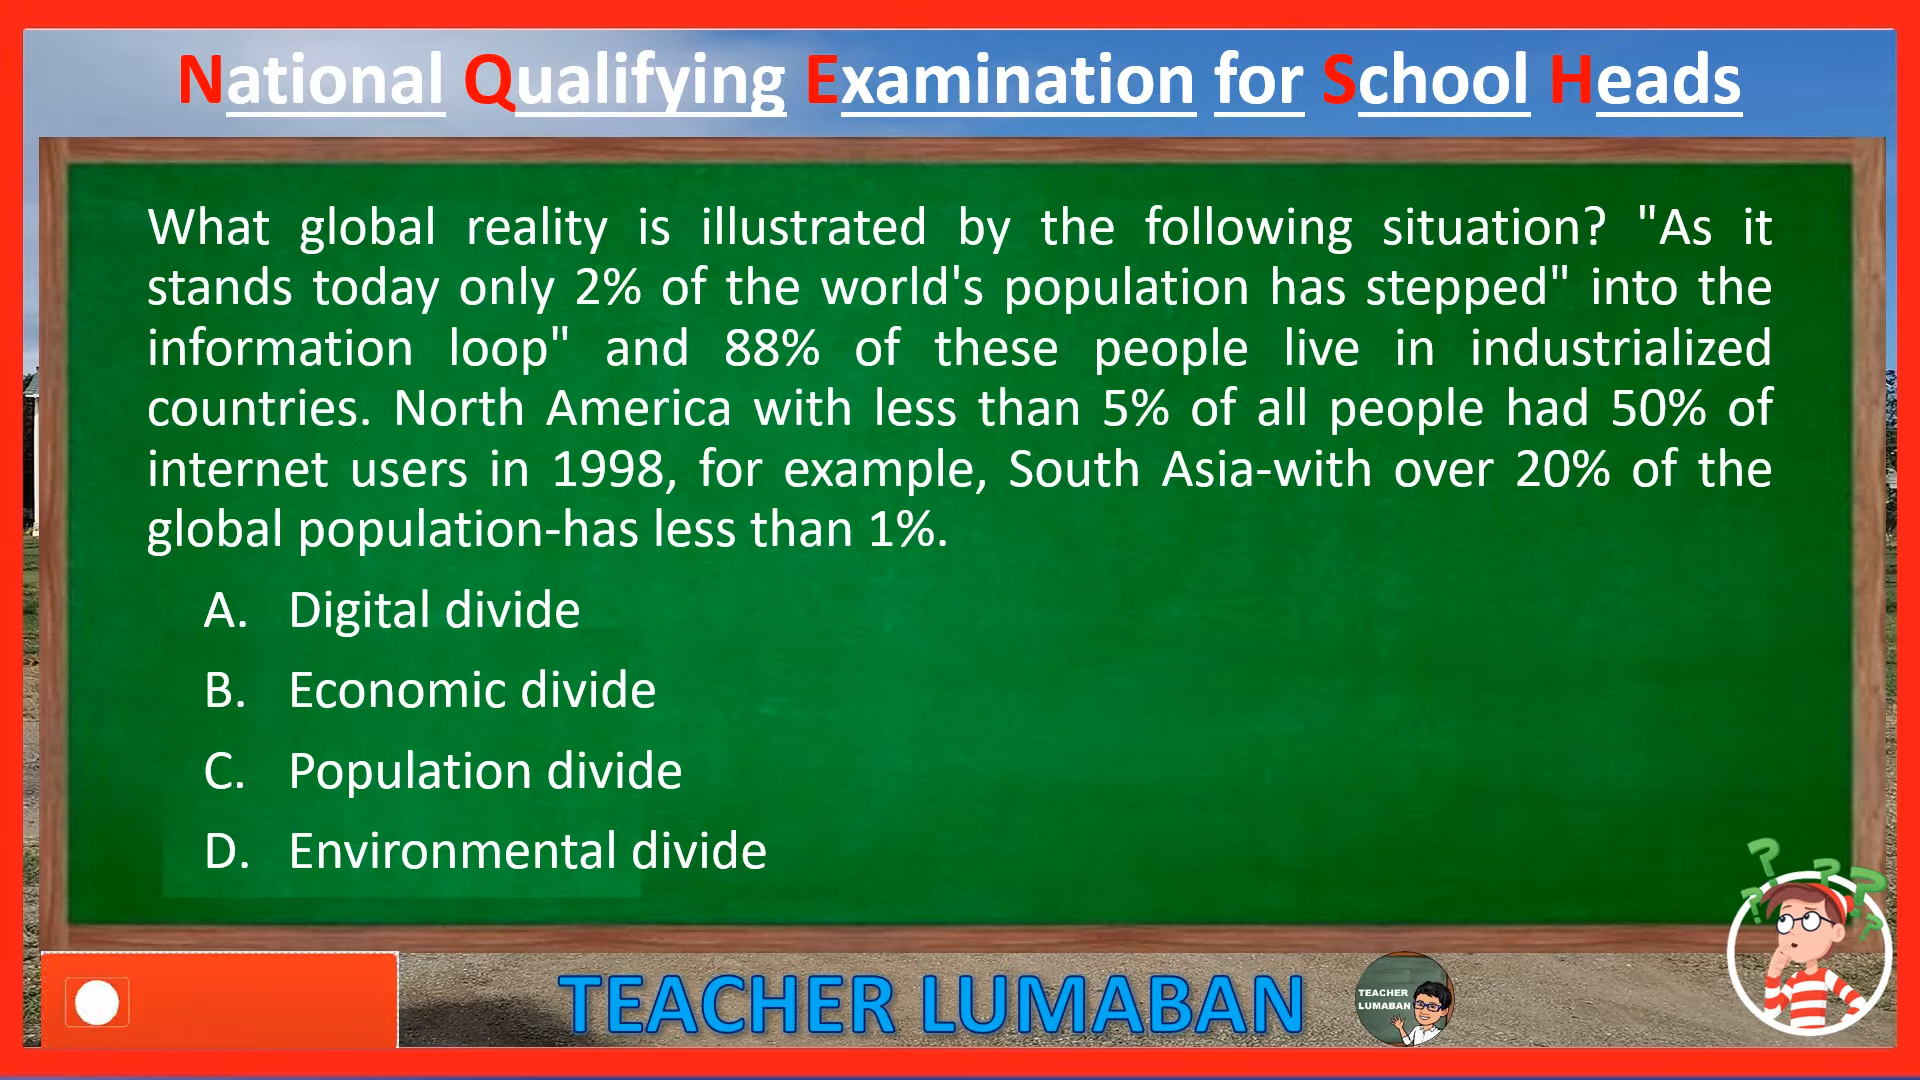 National Qualifying Examination for School Heads
What global reality is illustrated by the following situation? "As it
stands today only 2% of the world's population has stepped" into the
information loop" and 88% of these people live in industrialized
countries. North America with less than 5% of all people had 50% of
internet users in 1998, for example, South Asia-with over 20% of the
global population-has less than 1%.
A. Digital divide
B. Economic divide
C. Population divide
D. Environmental divide
TEACHER LUMABAN
TEACHER
LUMABAN